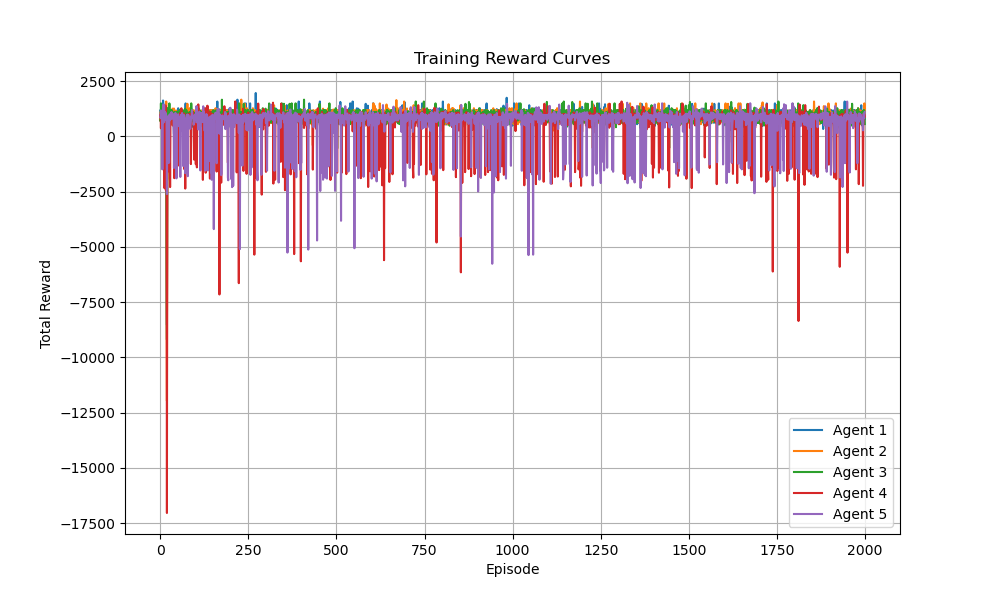 Training Reward Curves
2500
0
−2500
−5000
−7500
−10000
−12500
−15000
−17500
Total Reward
0 250 500 750 1000 1250 1500 1750 2000
Episode
Agent 1
Agent 2
Agent 3
Agent 4
Agent 5